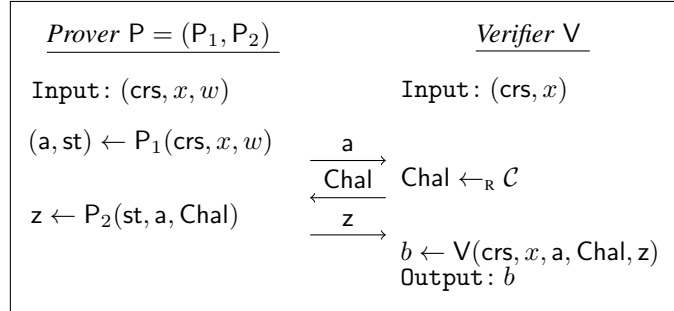 Prover P = (P₁, P₂) Verifier V
Input: (crs, x, w) Input: (crs, x)
(a, st) ← P₁(crs, x, w)
a
Chal Chal ←ᵣ 𝒞
z ← P₂(st, a, Chal) z
b ← V(crs, x, a, Chal, z)
Output: b